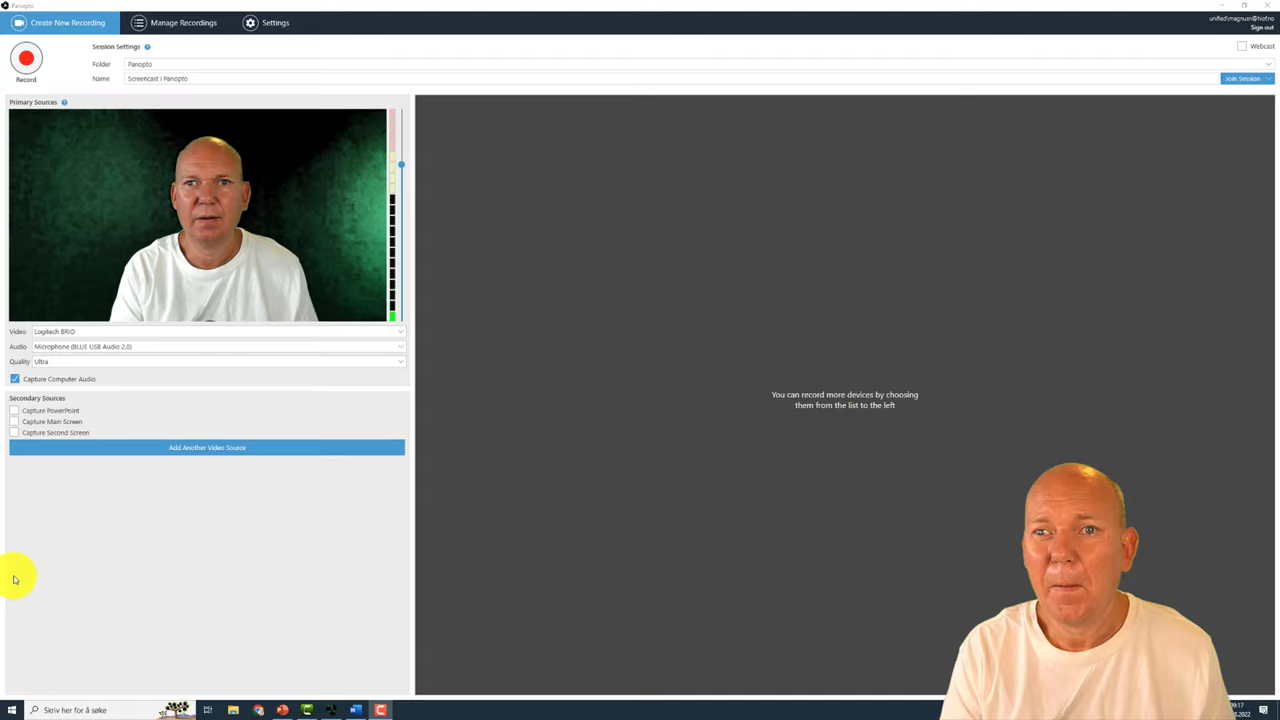 Panopto
Create New Recording
Manage Recordings
Settings
unified\magnusn@hiof.no
Sign out
Record
Session Settings
Webcast
Folder Panopto
Name Screencast i Panopto
Join Session
Primary Sources
Video Logitech BRIO
Audio Microphone (BLUE USB Audio 2.0)
Quality Ultra
Capture Computer Audio
Secondary Sources
Capture PowerPoint
Capture Main Screen
Capture Second Screen
Add Another Video Source
You can record more devices by choosing
them from the list to the left
Skriv her for å søke